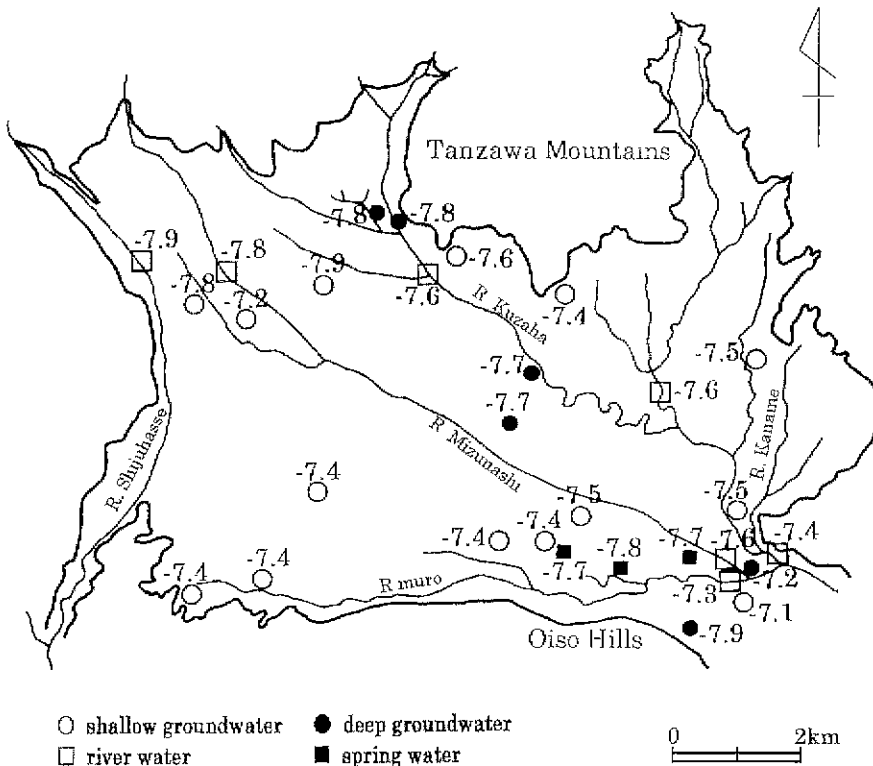 Tanzawa Mountains
-7.8
-7.8
-7.9
-7.8
-7.9
-7.6
-7.6
-7.8
-7.2
-7.4
R. Kuzaha
-7.5
-7.7
-7.6
-7.7
R. Shijuhasse
R. Mizunashi
R. Kaname
-7.4
-7.5
-7.5
-7.4
-7.4
-7.7
-7.6
-7.4
-7.8
-7.7
-7.2
-7.4
-7.4
R muro
-7.3
-7.1
Oiso Hills
-7.9
shallow groundwater
deep groundwater
river water
spring water
0 2km